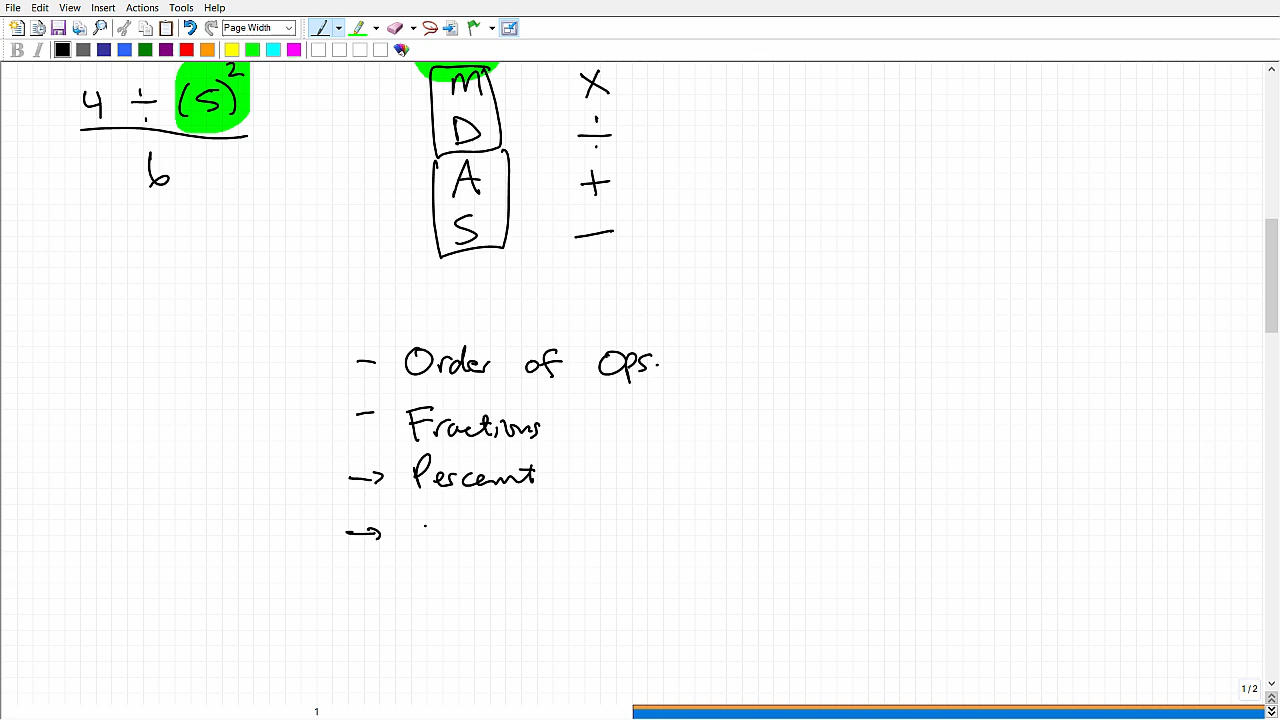 File Edit View Insert Actions Tools Help
Page Width
B I
4 ÷ (5)²
6
M ×
D ÷
A +
S −
- Order of Ops.
- Fractions
→ Percent
→
1/2
1